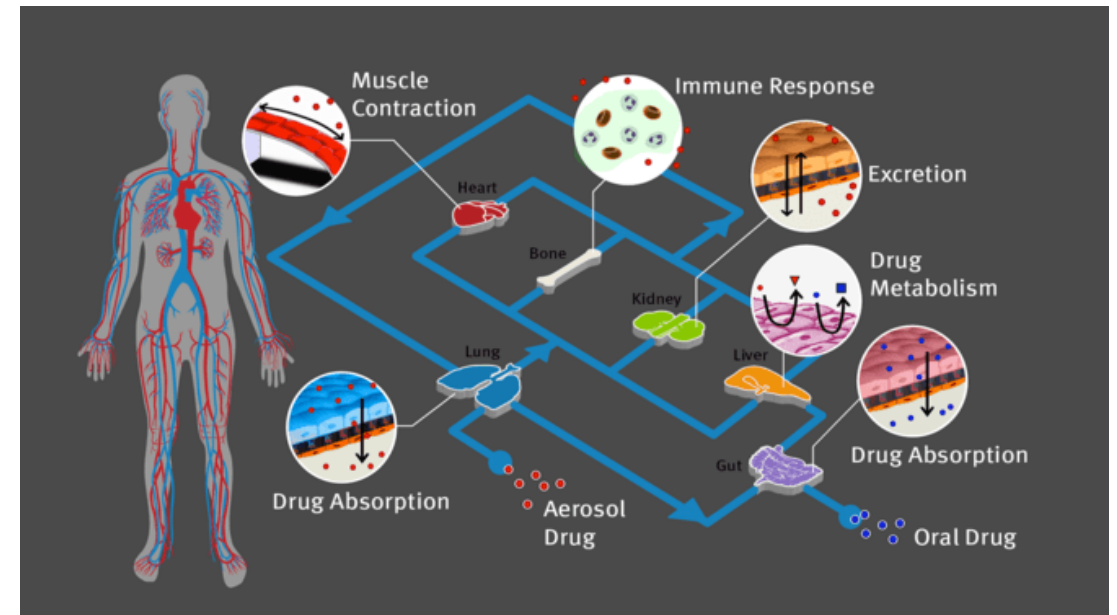 Muscle
Contraction
Immune Response
Excretion
Heart
Bone
Drug
Metabolism
Kidney
Lung
Liver
Drug Absorption
Gut
Drug Absorption
Aerosol
Drug
Oral Drug